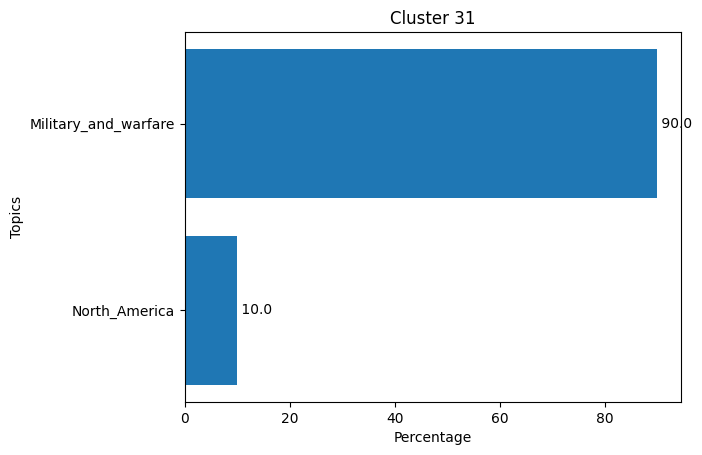 Cluster 31
Topics
Military_and_warfare
90.0
North_America
10.0
0 20 40 60 80
Percentage